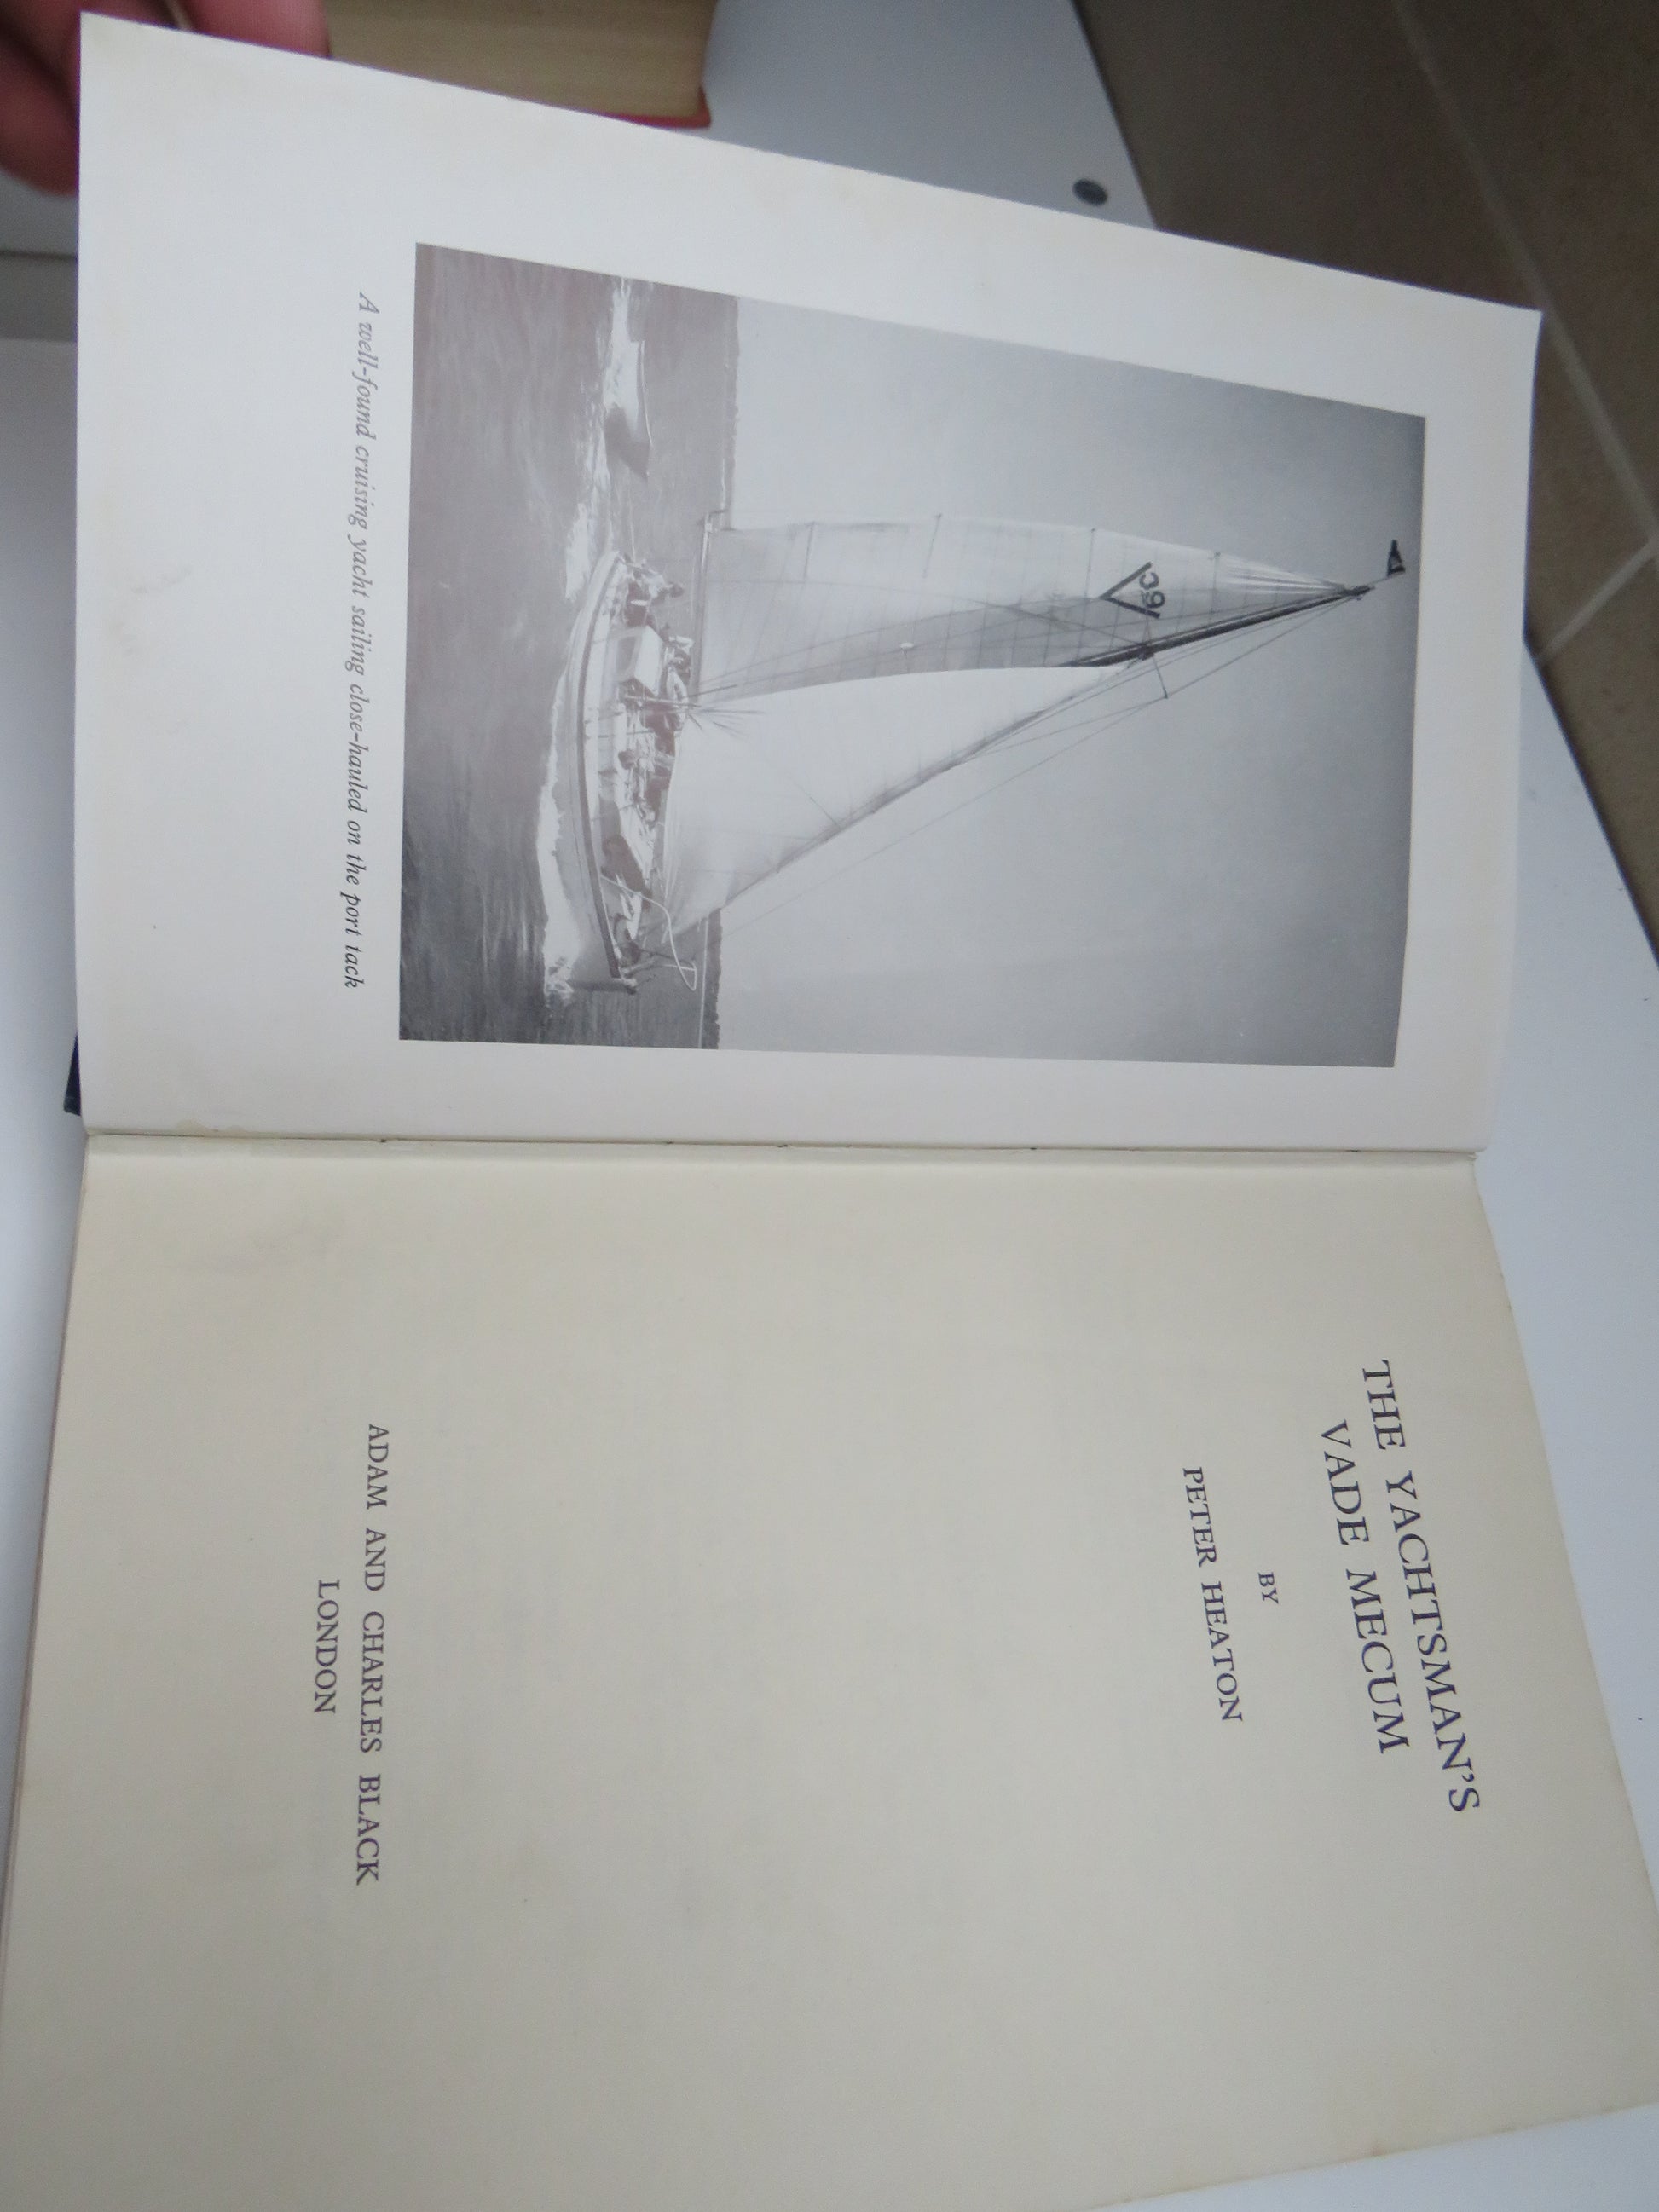 39
A well-found cruising yacht sailing close-hauled on the port tack
THE YACHTSMAN'S
VADE MECUM
BY
PETER HEATON
ADAM AND CHARLES BLACK
LONDON